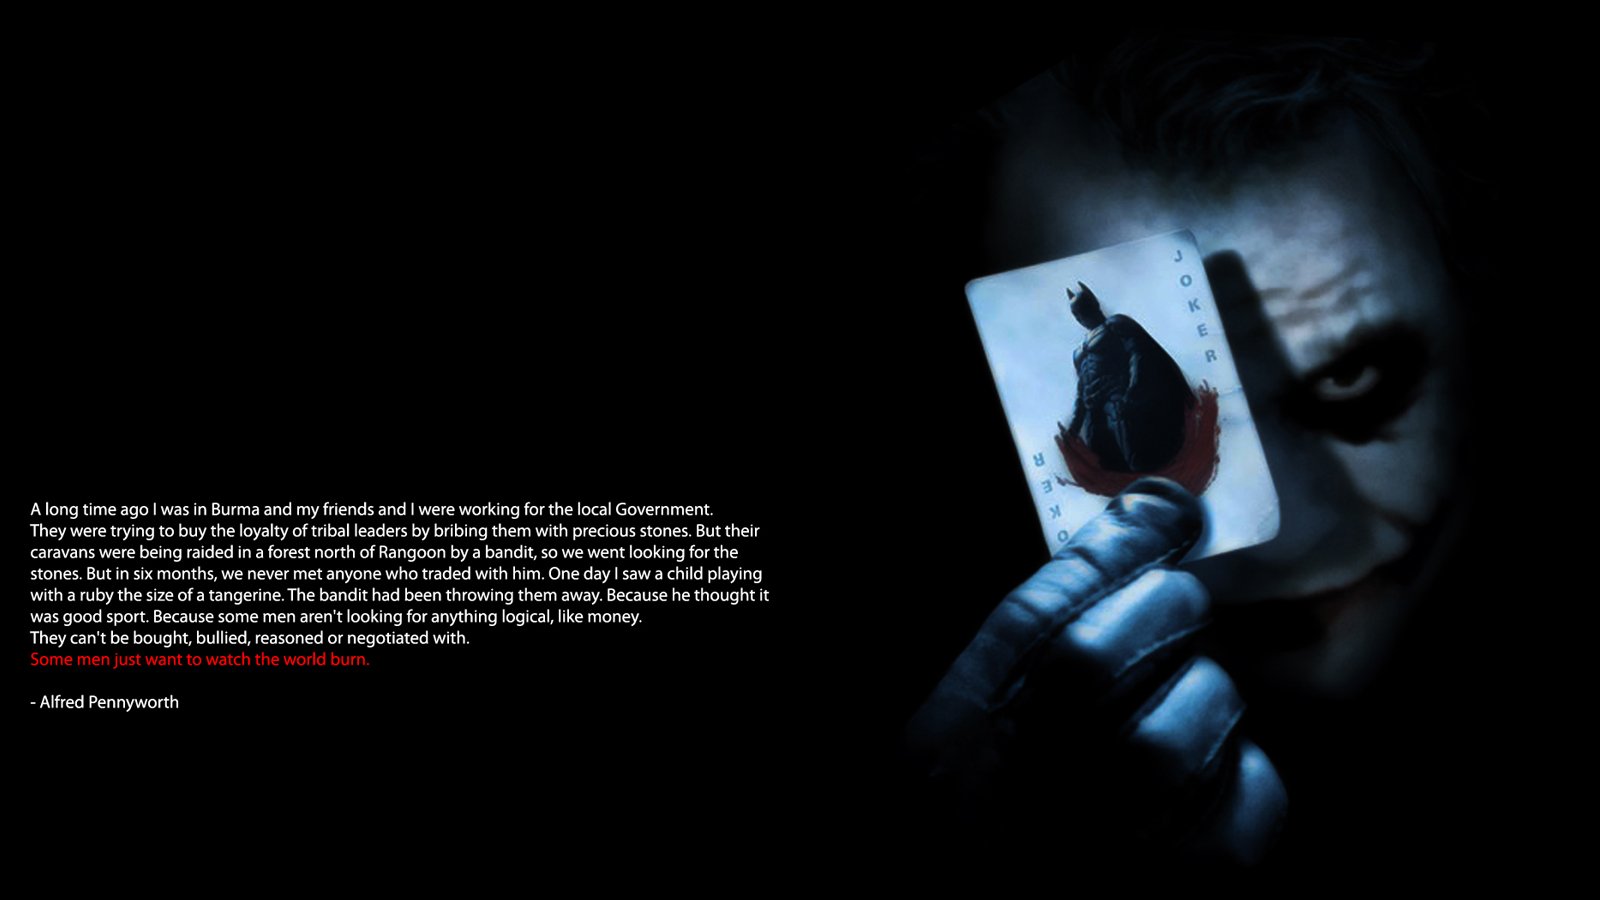 A long time ago I was in Burma and my friends and I were working for the local Government.
They were trying to buy the loyalty of tribal leaders by bribing them with precious stones. But their
caravans were being raided in a forest north of Rangoon by a bandit, so we went looking for the
stones. But in six months, we never met anyone who traded with him. One day I saw a child playing
with a ruby the size of a tangerine. The bandit had been throwing them away. Because he thought it
was good sport. Because some men aren't looking for anything logical, like money.
They can't be bought, bullied, reasoned or negotiated with.
Some men just want to watch the world burn.
- Alfred Pennyworth
JOKER
OKER